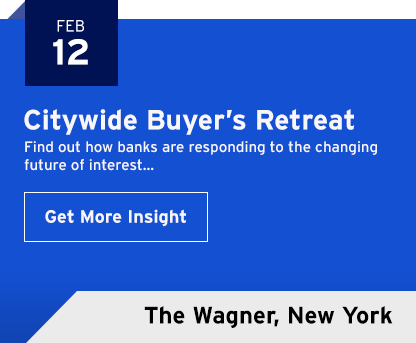 FEB
12
Citywide Buyer's Retreat
Find out how banks are responding to the changing
future of interest...
Get More Insight
The Wagner, New York